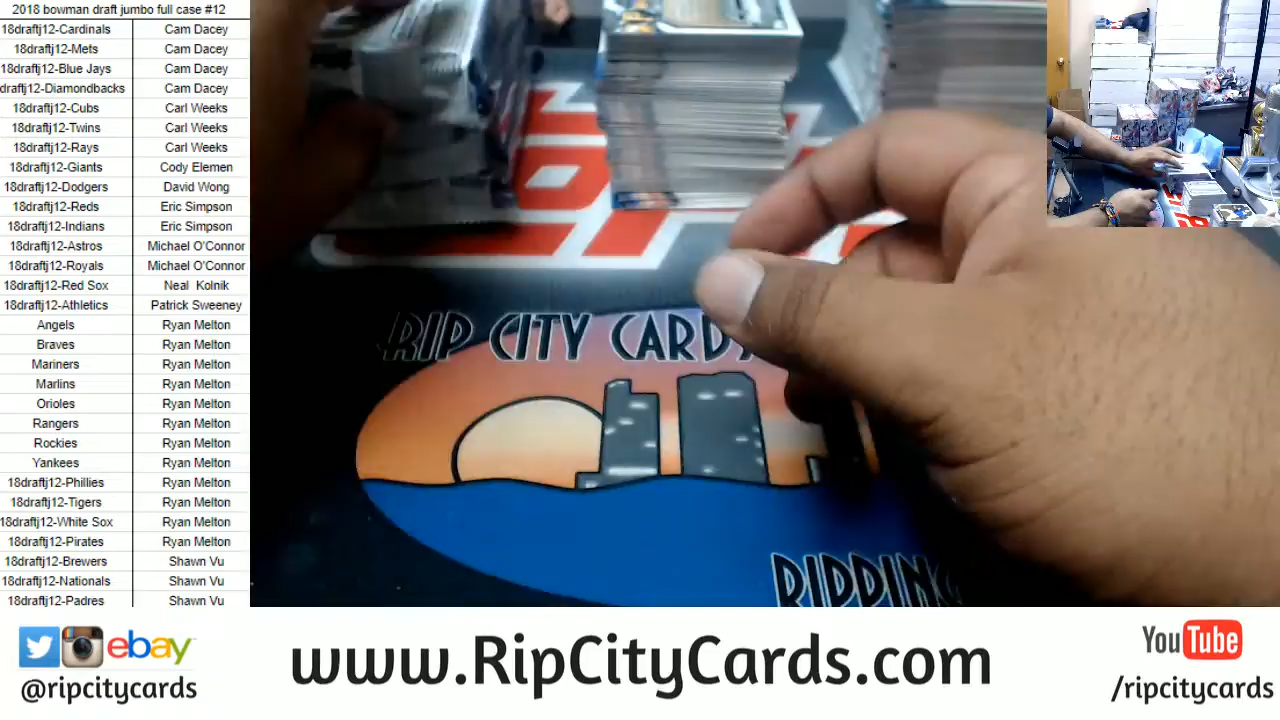 2018 bowman draft jumbo full case #12
18draftj12-Cardinals Cam Dacey
18draftj12-Mets Cam Dacey
18draftj12-Blue Jays Cam Dacey
draftj12-Diamondbacks Cam Dacey
18draftj12-Cubs Carl Weeks
18draftj12-Twins Carl Weeks
18draftj12-Rays Carl Weeks
18draftj12-Giants Cody Elemen
18draftj12-Dodgers David Wong
18draftj12-Reds Eric Simpson
18draftj12-Indians Eric Simpson
18draftj12-Astros Michael O'Connor
18draftj12-Royals Michael O'Connor
18draftj12-Red Sox Neal Kolnik
18draftj12-Athletics Patrick Sweeney
Angels Ryan Melton
Braves Ryan Melton
Mariners Ryan Melton
Marlins Ryan Melton
Orioles Ryan Melton
Rangers Ryan Melton
Rockies Ryan Melton
Yankees Ryan Melton
18draftj12-Phillies Ryan Melton
18draftj12-Tigers Ryan Melton
18draftj12-White Sox Ryan Melton
18draftj12-Pirates Ryan Melton
18draftj12-Brewers Shawn Vu
18draftj12-Nationals Shawn Vu
18draftj12-Padres Shawn Vu
RIP CITY CARDS
RIPPING
ebay
@ripcitycards
www.RipCityCards.com
YouTube
/ripcitycards